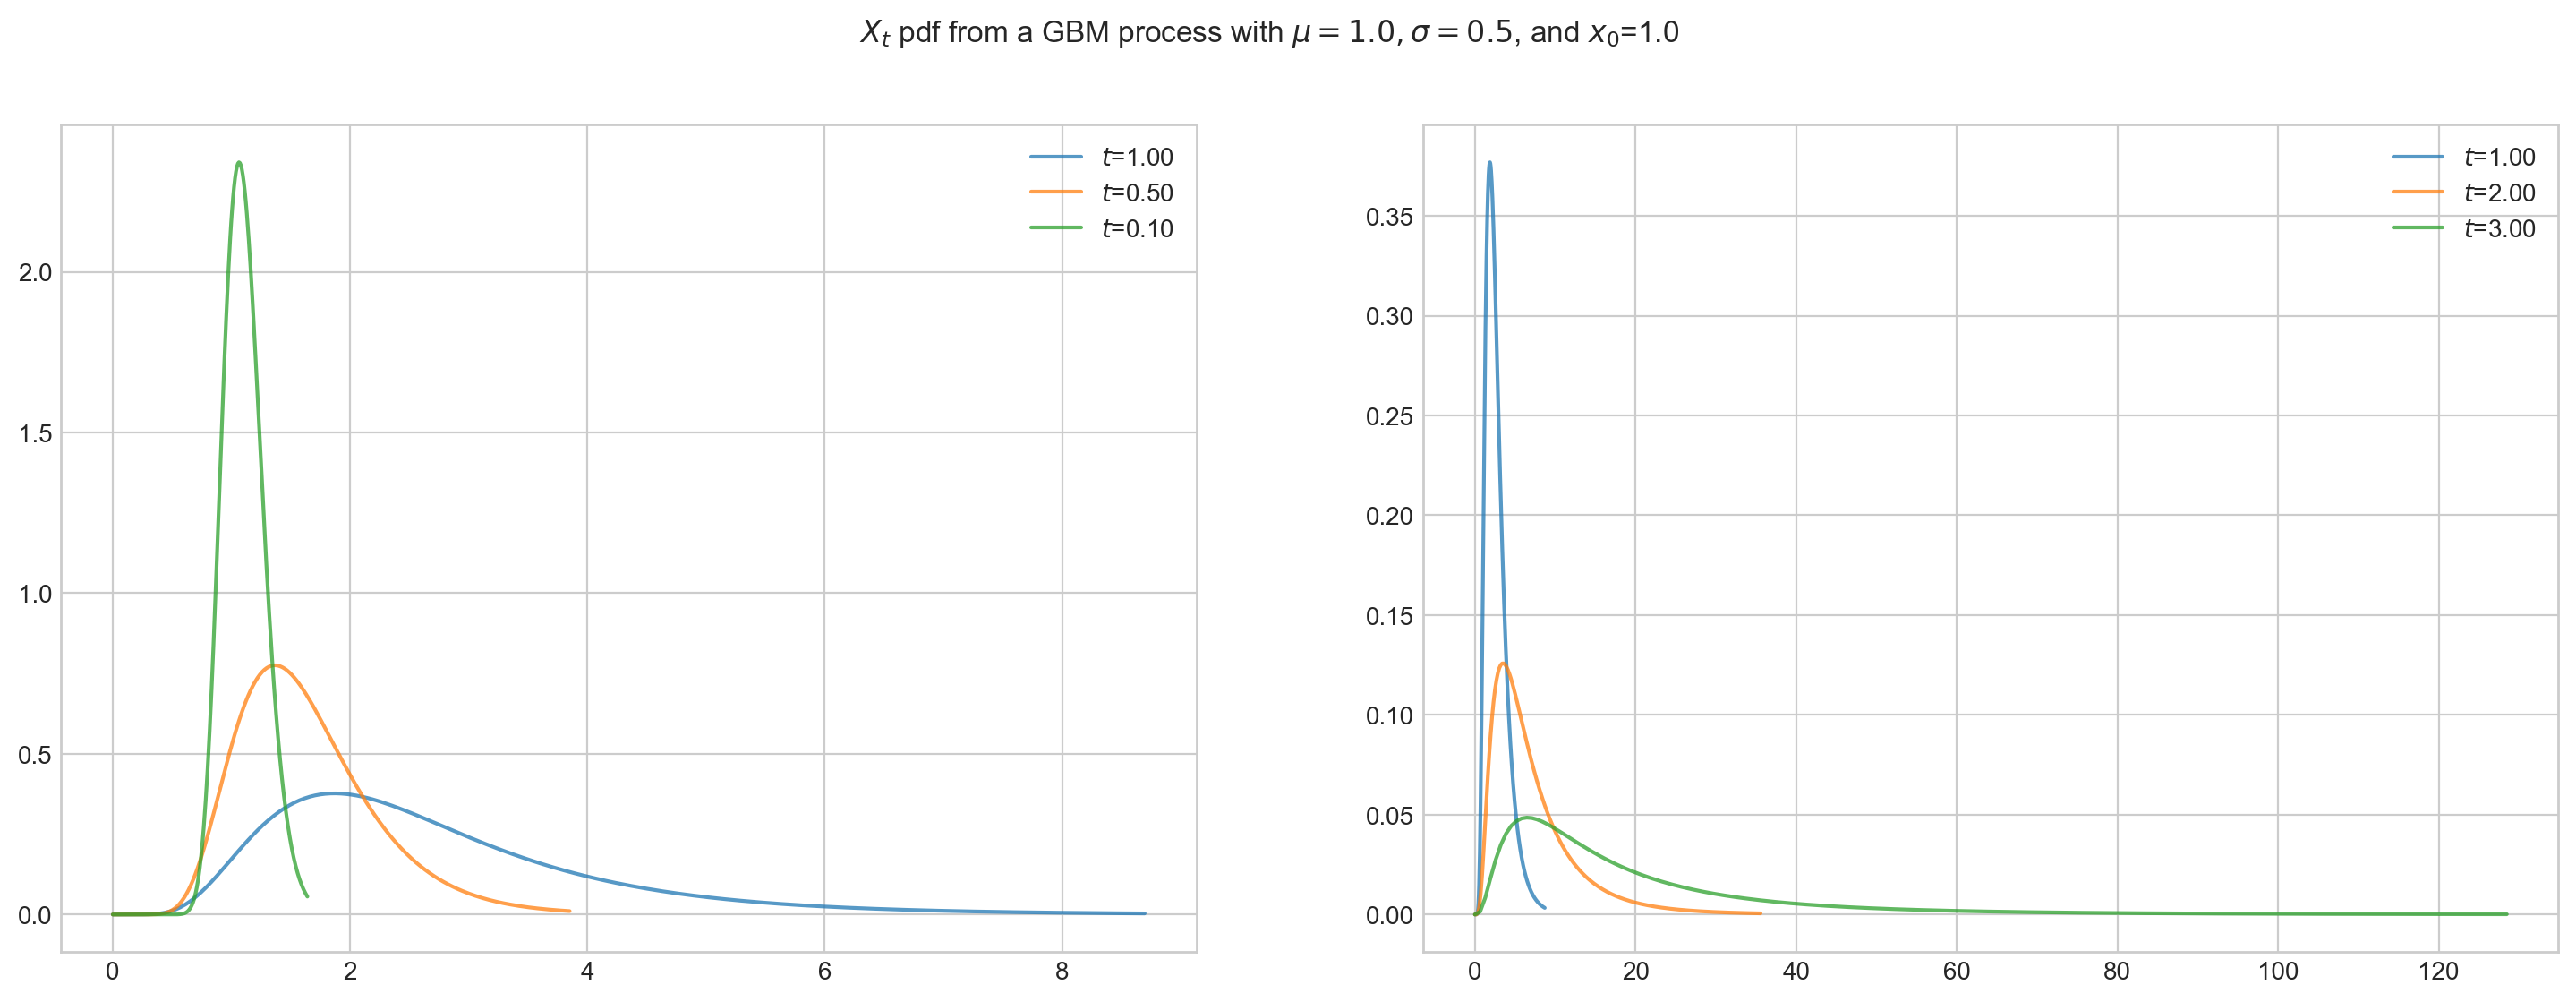 X_t pdf from a GBM process with μ = 1.0, σ = 0.5, and x_0=1.0
t=1.00
t=0.50
t=0.10
2.0
1.5
1.0
0.5
0.0
0 2 4 6 8
t=1.00
t=2.00
t=3.00
0.35
0.30
0.25
0.20
0.15
0.10
0.05
0.00
0 20 40 60 80 100 120